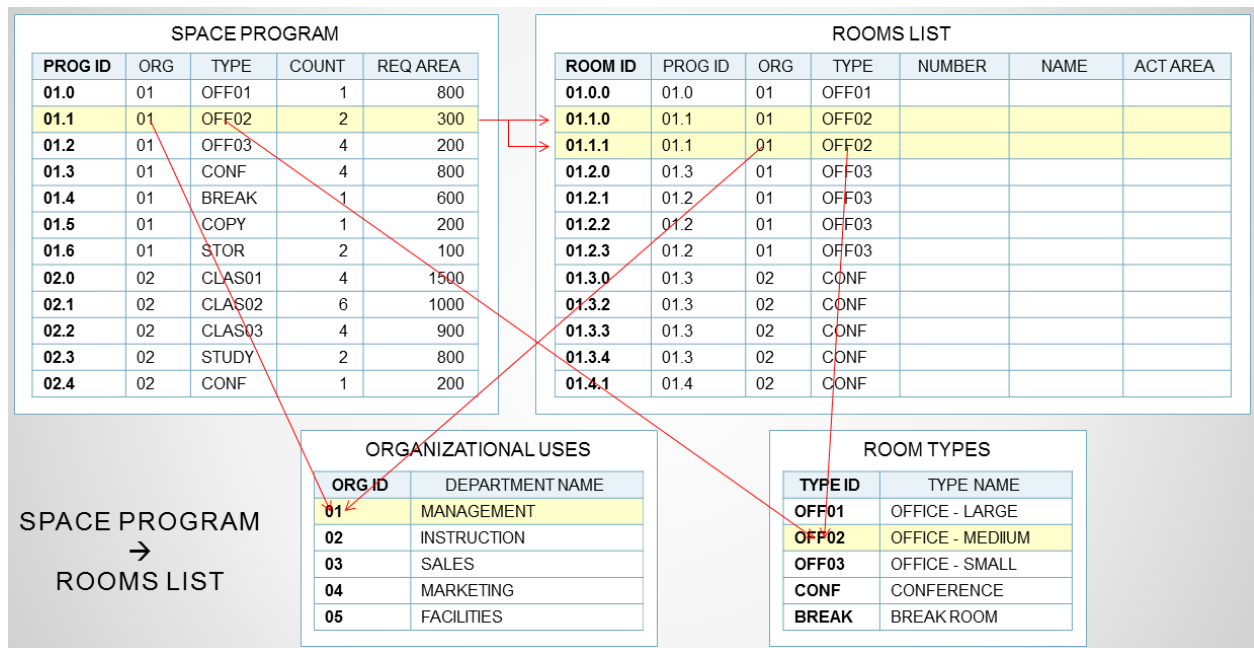 SPACE PROGRAM
PROG ID ORG TYPE COUNT REQ AREA
01.0 01 OFF01 1 800
01.1 01 OFF02 2 300
01.2 01 OFF03 4 200
01.3 01 CONF 4 800
01.4 01 BREAK 1 600
01.5 01 COPY 1 200
01.6 01 STOR 2 100
02.0 02 CLAS01 4 1500
02.1 02 CLAS02 6 1000
02.2 02 CLAS03 4 900
02.3 02 STUDY 2 800
02.4 02 CONF 1 200
ROOMS LIST
ROOM ID PROG ID ORG TYPE NUMBER NAME ACT AREA
01.0.0 01.0 01 OFF01
01.1.0 01.1 01 OFF02
01.1.1 01.1 01 OFF02
01.2.0 01.3 01 OFF03
01.2.1 01.2 01 OFF03
01.2.2 01.2 01 OFF03
01.2.3 01.2 01 OFF03
01.3.0 01.3 02 CONF
01.3.2 01.3 02 CONF
01.3.3 01.3 02 CONF
01.3.4 01.3 02 CONF
01.4.1 01.4 02 CONF
SPACE PROGRAM
→
ROOMS LIST
ORGANIZATIONAL USES
ORG ID DEPARTMENT NAME
01 MANAGEMENT
02 INSTRUCTION
03 SALES
04 MARKETING
05 FACILITIES
ROOM TYPES
TYPE ID TYPE NAME
OFF01 OFFICE - LARGE
OFF02 OFFICE - MEDIIUM
OFF03 OFFICE - SMALL
CONF CONFERENCE
BREAK BREAK ROOM